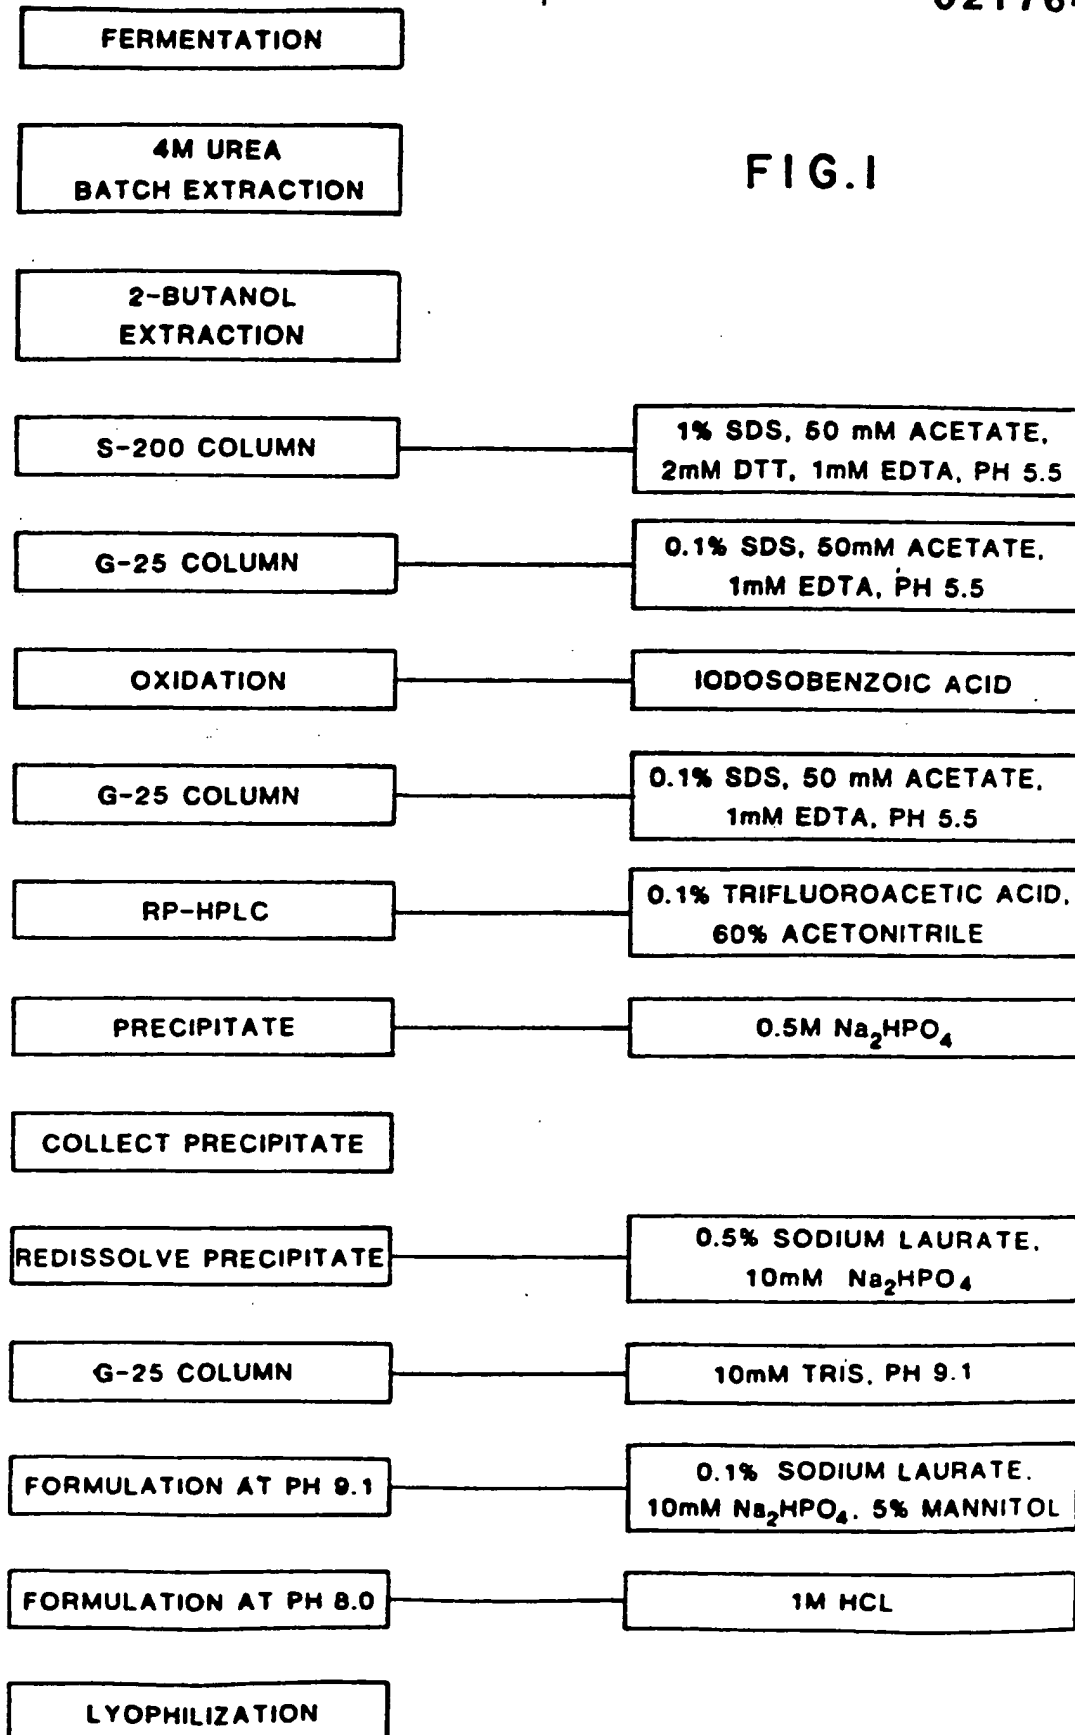 FERMENTATION
4M UREA
BATCH EXTRACTION
FIG.1
2-BUTANOL
EXTRACTION
S-200 COLUMN
1% SDS, 50 mM ACETATE,
2mM DTT, 1mM EDTA, PH 5.5
G-25 COLUMN
0.1% SDS, 50mM ACETATE,
1mM EDTA, PH 5.5
OXIDATION
IODOSOBENZOIC ACID
G-25 COLUMN
0.1% SDS, 50 mM ACETATE,
1mM EDTA, PH 5.5
RP-HPLC
0.1% TRIFLUOROACETIC ACID,
60% ACETONITRILE
PRECIPITATE
0.5M Na₂HPO₄
COLLECT PRECIPITATE
REDISSOLVE PRECIPITATE
0.5% SODIUM LAURATE,
10mM Na₂HPO₄
G-25 COLUMN
10mM TRIS, PH 9.1
FORMULATION AT PH 9.1
0.1% SODIUM LAURATE.
10mM Na₂HPO₄. 5% MANNITOL
FORMULATION AT PH 8.0
1M HCL
LYOPHILIZATION